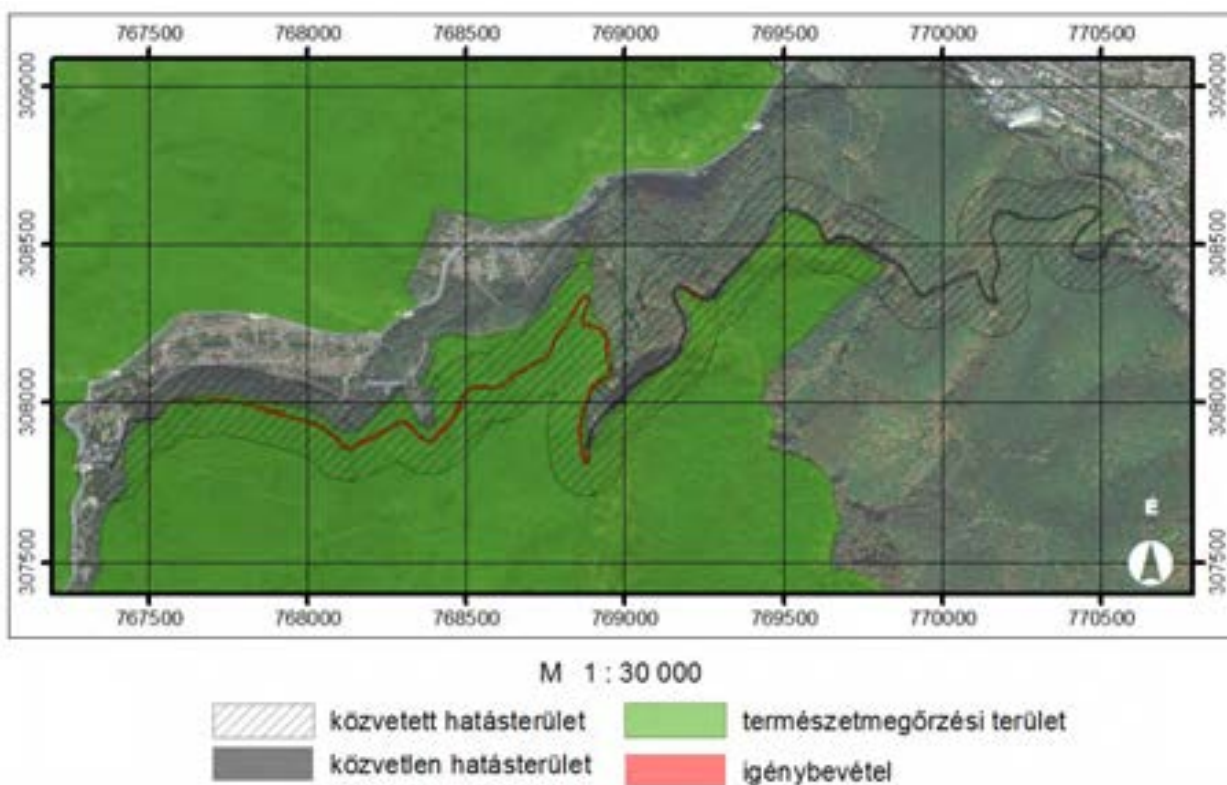 767500 768000 768500 769000 769500 770000 770500
309000 309000
308500 308500
308000 308000
307500 307500
É
767500 768000 768500 769000 769500 770000 770500
M 1 : 30 000
közvetett hatásterület természetmegőrzési terület
közvetlen hatásterület igénybevétel